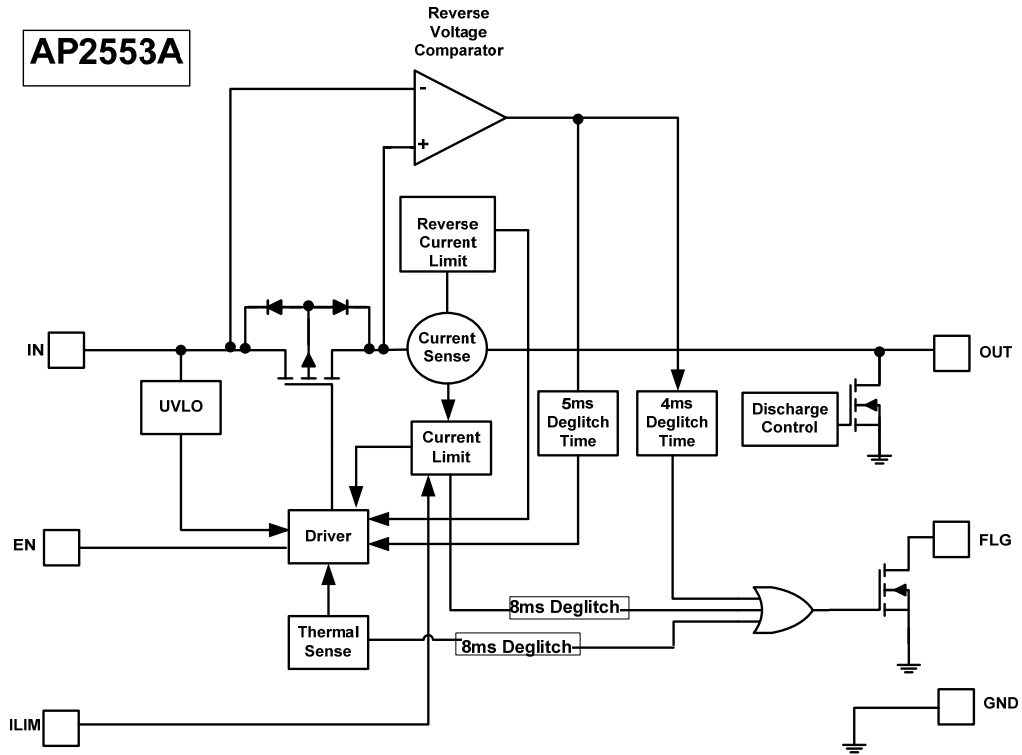 AP2553A
Reverse
Voltage
Comparator
-
+
Reverse
Current
Limit
IN
Current
Sense
OUT
UVLO
5ms
Deglitch
Time
4ms
Deglitch
Time
Discharge
Control
Current
Limit
EN
Driver
FLG
8ms Deglitch
Thermal
Sense
8ms Deglitch
ILIM
GND